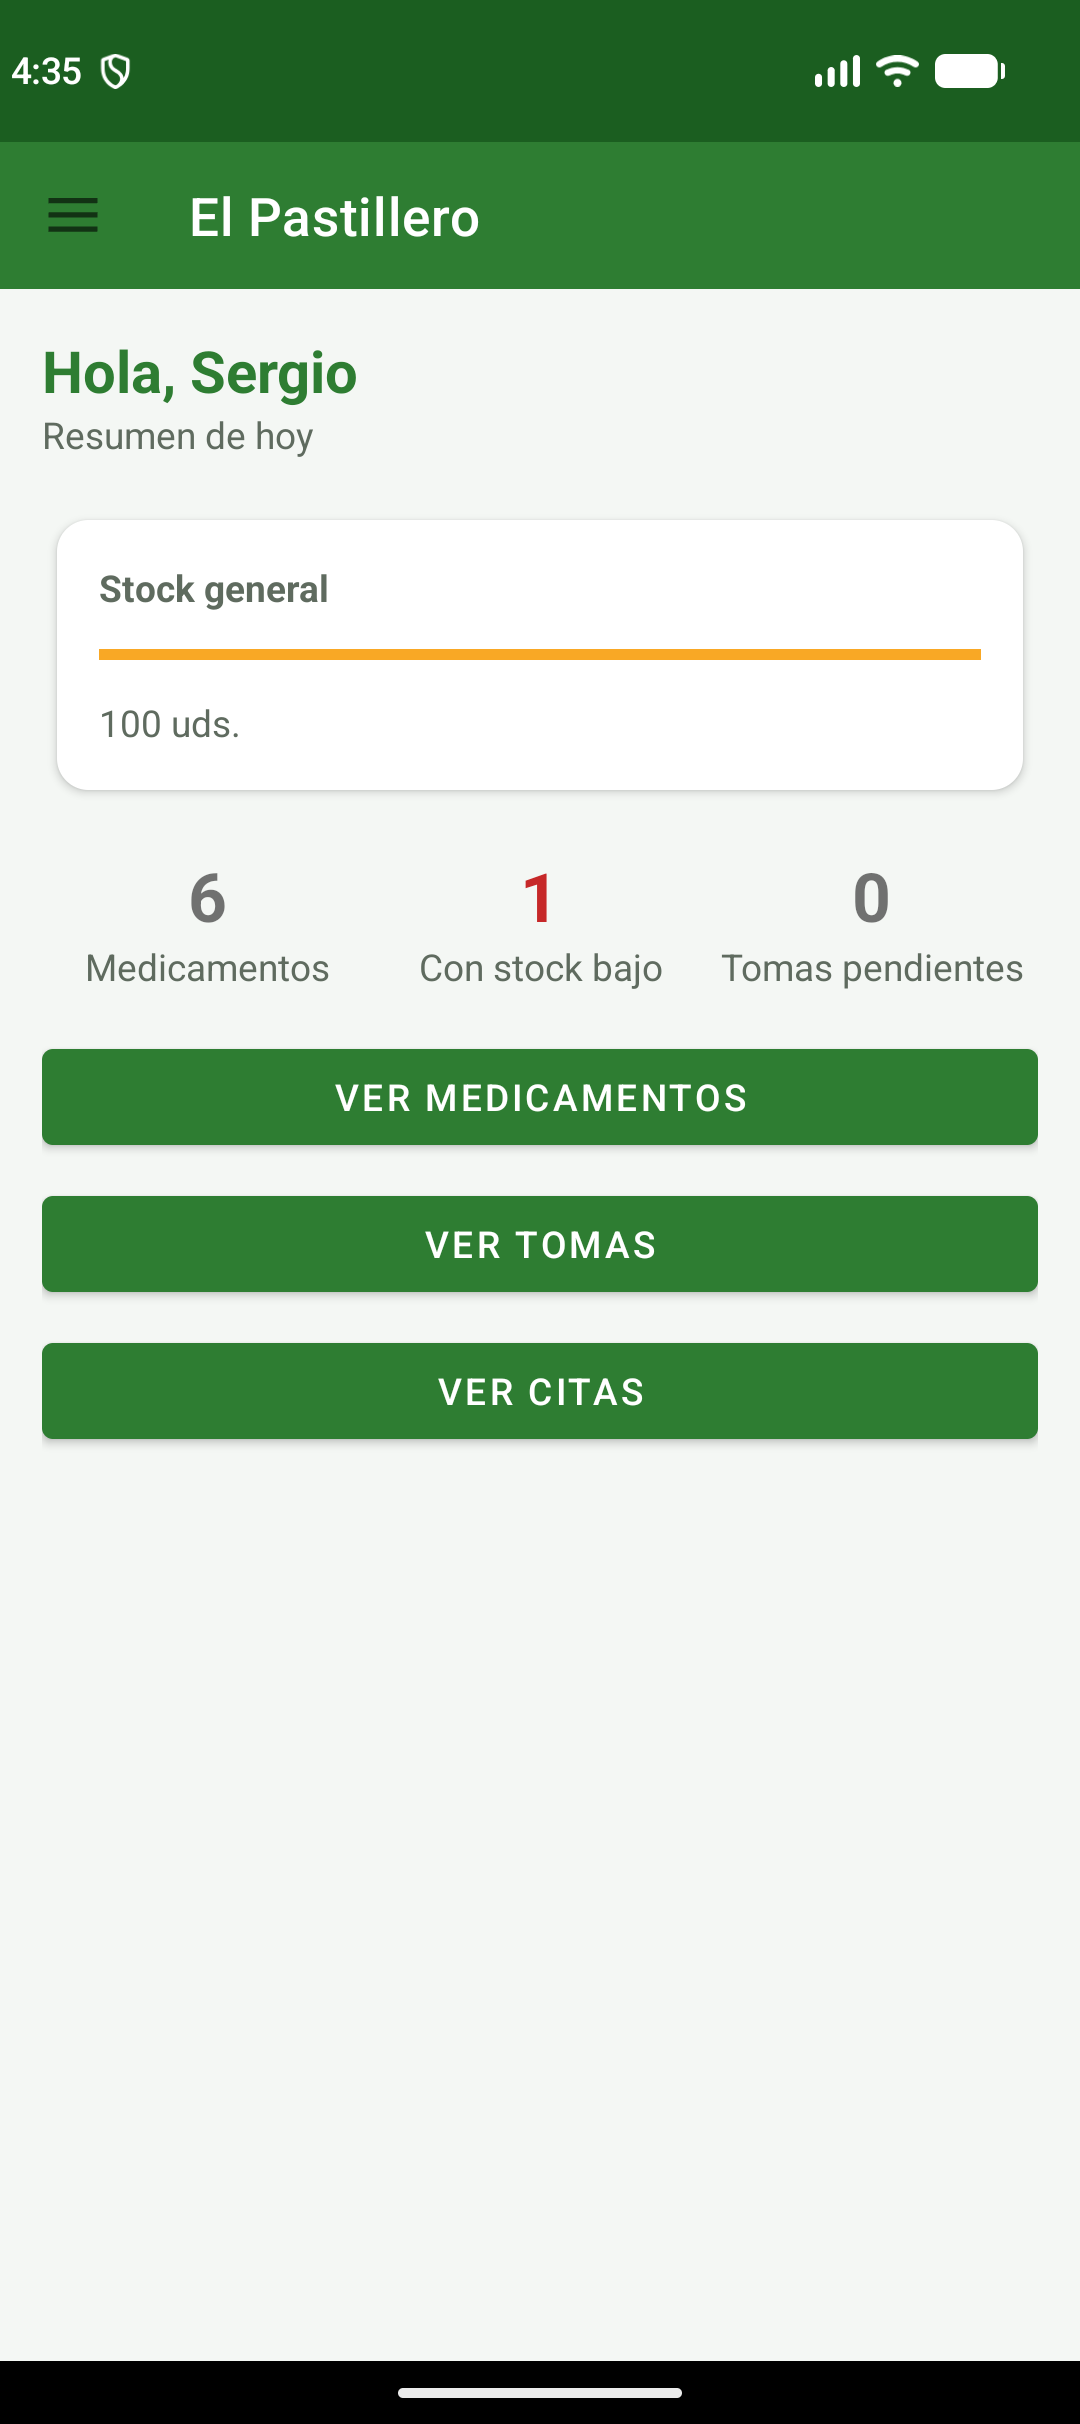 4:35
El Pastillero
Hola, Sergio
Resumen de hoy
Stock general
100 uds.
6 1 0
Medicamentos Con stock bajo Tomas pendientes
VER MEDICAMENTOS
VER TOMAS
VER CITAS